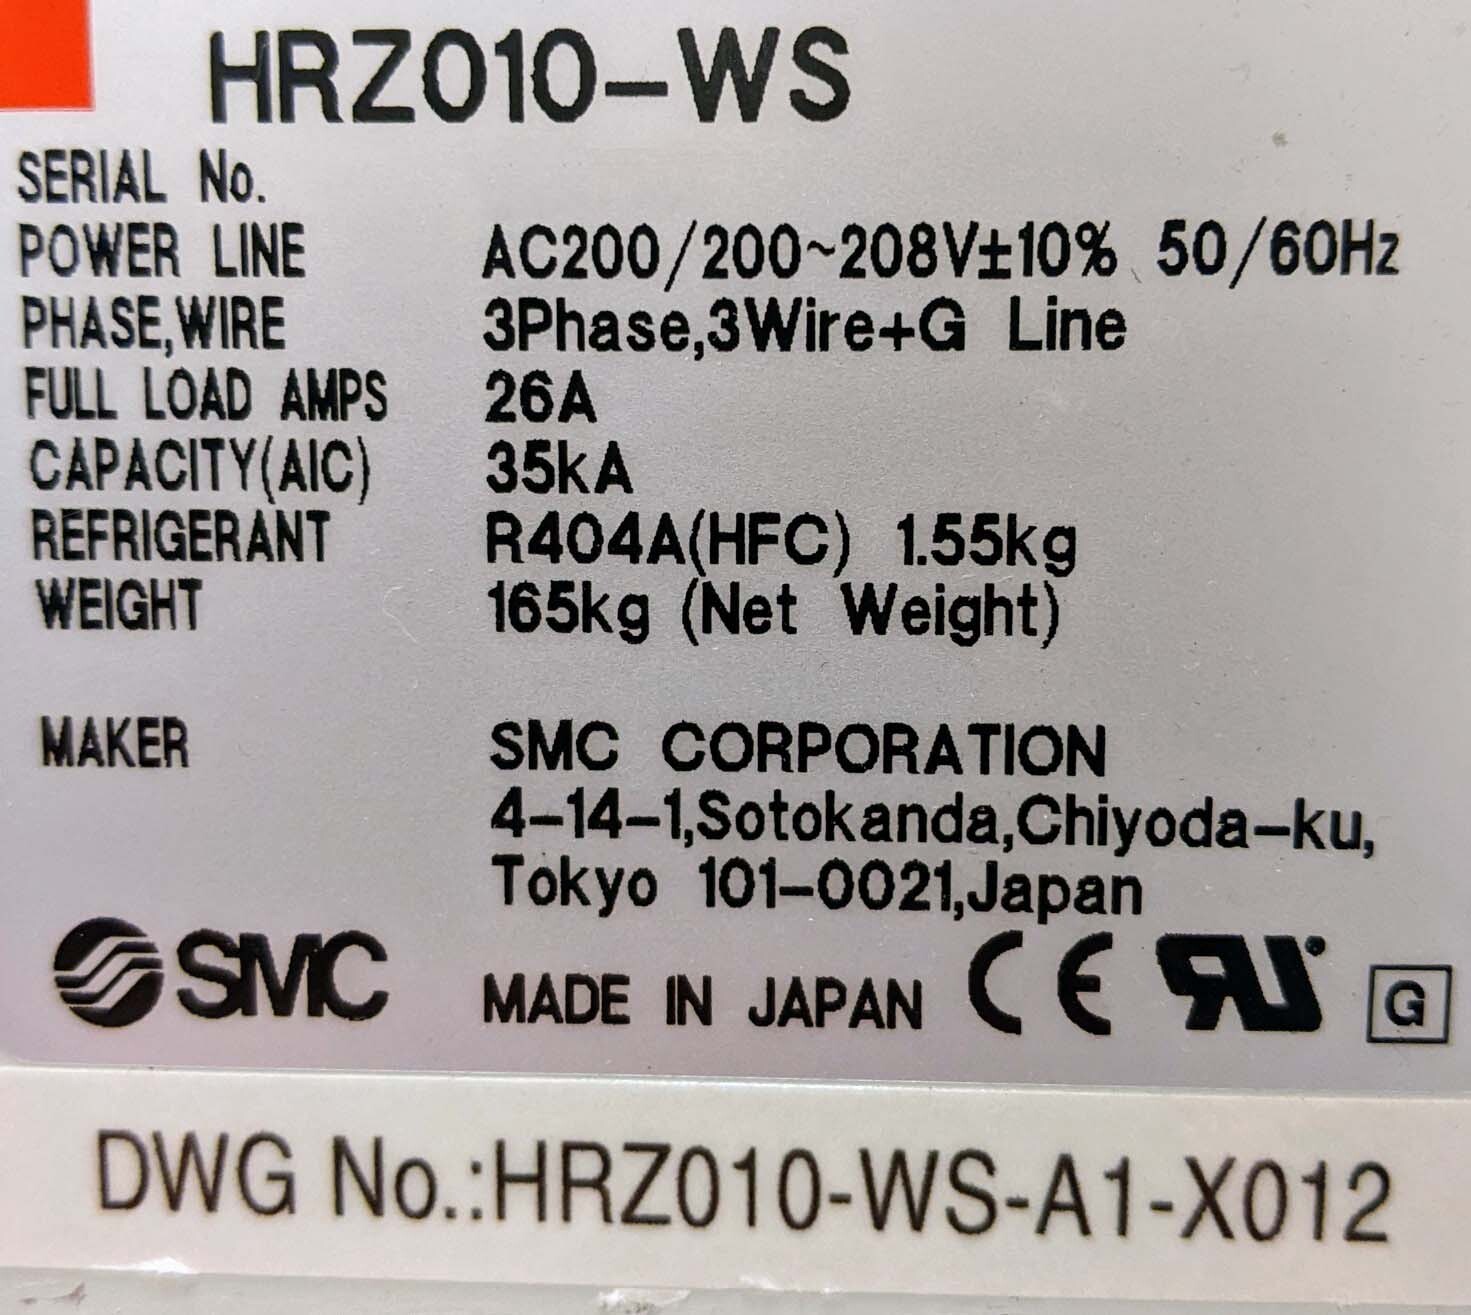 HRZ010-WS
SERIAL No.
POWER LINE AC200/200~208V±10% 50/60Hz
PHASE,WIRE 3Phase,3Wire+G Line
FULL LOAD AMPS 26A
CAPACITY(AIC) 35kA
REFRIGERANT R404A(HFC) 1.55kg
WEIGHT 165kg (Net Weight)
MAKER SMC CORPORATION
4-14-1,Sotokanda,Chiyoda-ku,
Tokyo 101-0021,Japan
SMC MADE IN JAPAN CE RU G
DWG No.:HRZ010-WS-A1-X012